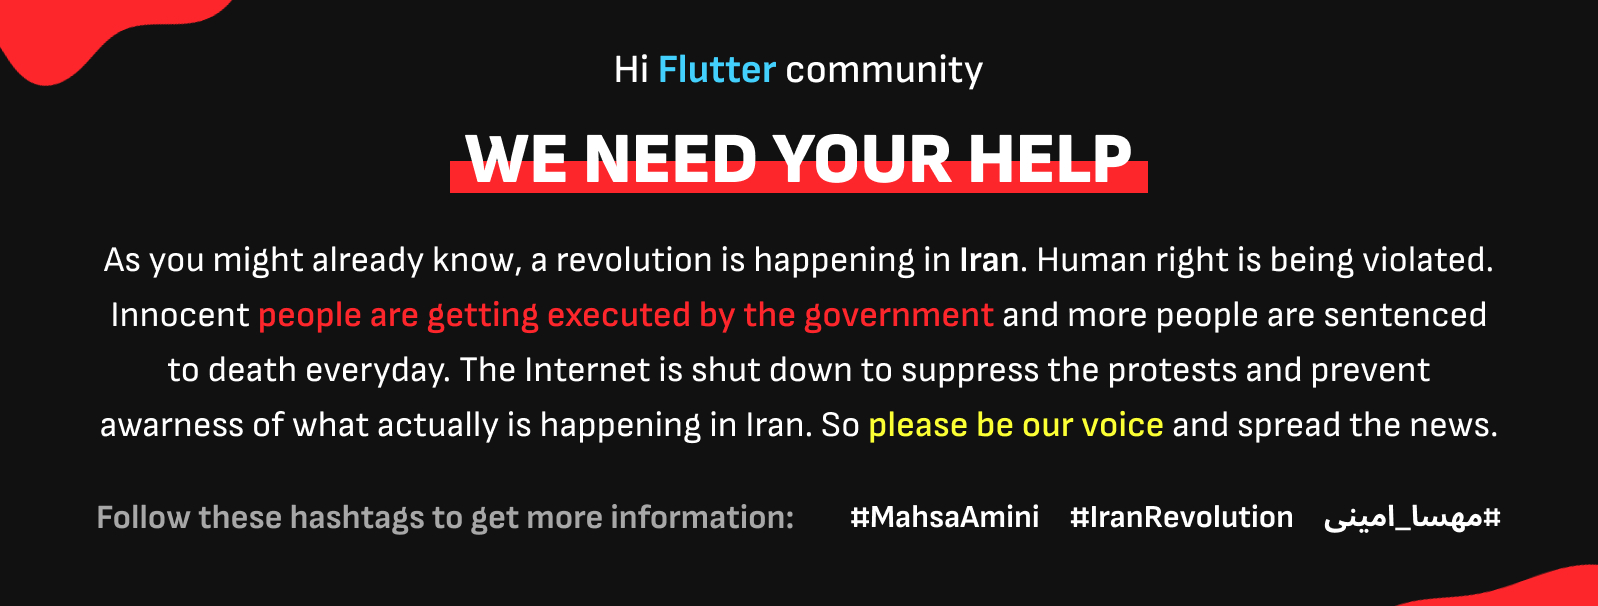 Hi Flutter community
WE NEED YOUR HELP
As you might already know, a revolution is happening in Iran. Human right is being violated.
Innocent people are getting executed by the government and more people are sentenced
to death everyday. The Internet is shut down to suppress the protests and prevent
awarness of what actually is happening in Iran. So please be our voice and spread the news.
Follow these hashtags to get more information: #MahsaAmini #IranRevolution #مهسا_امینی